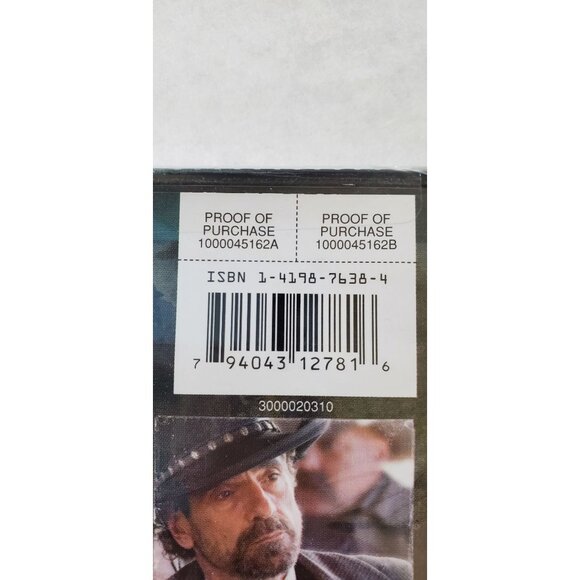 PROOF OF
PURCHASE
1000045162A
PROOF OF
PURCHASE
1000045162B
ISBN 1-4198-7638-4
7 94043 12781 6
3000020310